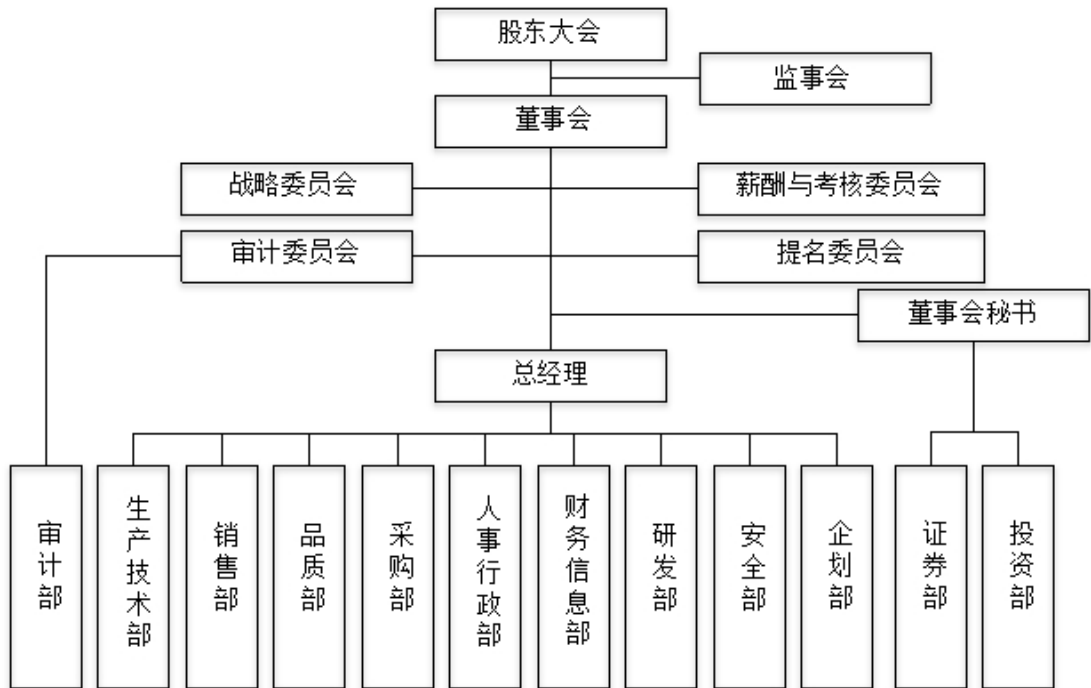 股东大会
监事会
董事会
战略委员会
薪酬与考核委员会
审计委员会
提名委员会
董事会秘书
总经理
审计部
生产技术部
销售部
品质部
采购部
人事行政部
财务信息部
研发部
安全部
企划部
证券部
投资部